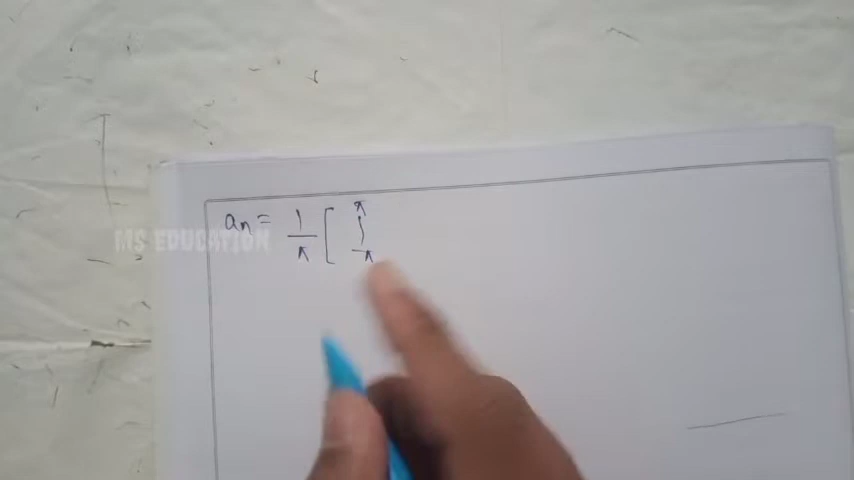 aₙ = 1/π [ ∫_{-π}^{π}
MS EDUCATION